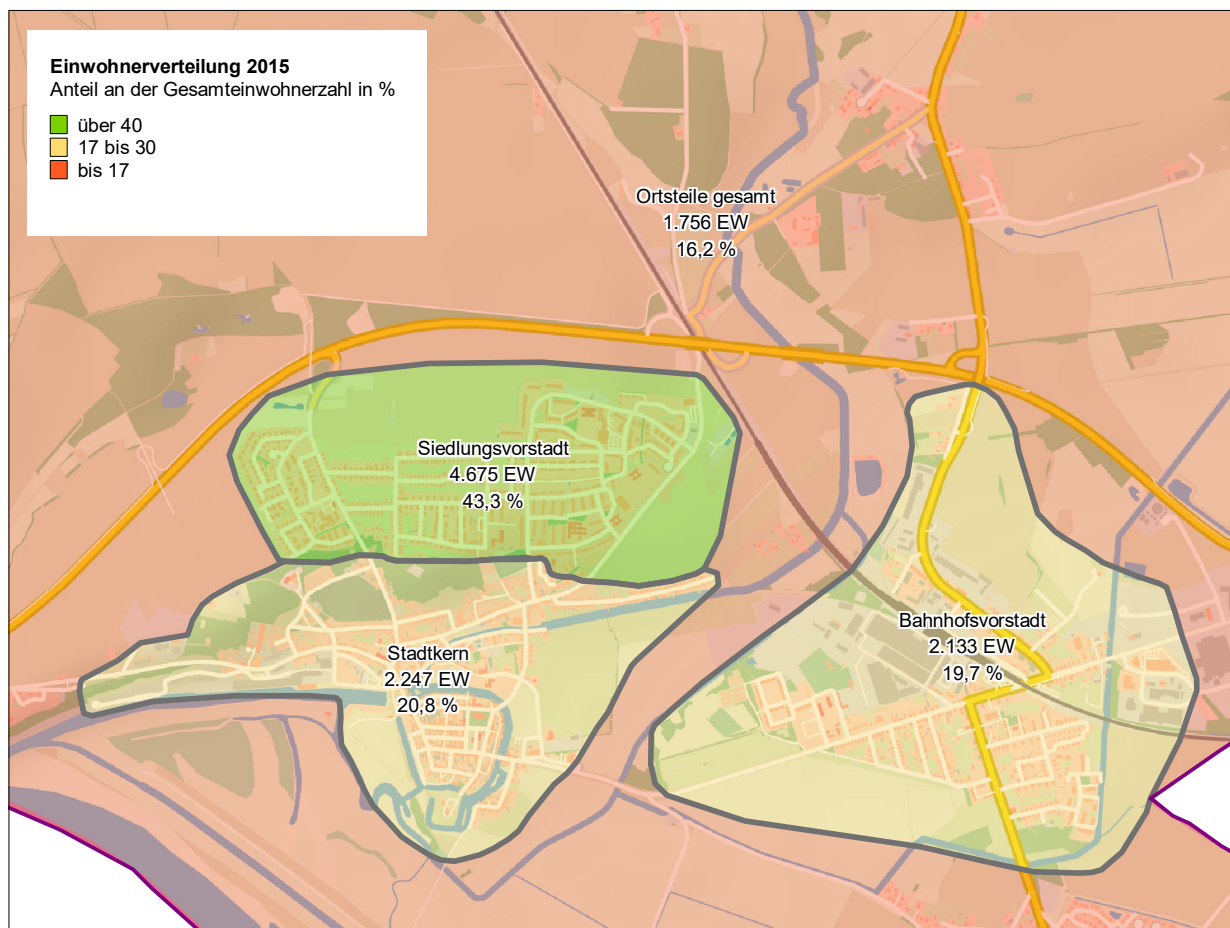 Einwohnerverteilung 2015
Anteil an der Gesamteinwohnerzahl in %
über 40
17 bis 30
bis 17
Ortsteile gesamt
1.756 EW
16,2 %
Siedlungsvorstadt
4.675 EW
43,3 %
Bahnhofsvorstadt
2.133 EW
19,7 %
Stadtkern
2.247 EW
20,8 %